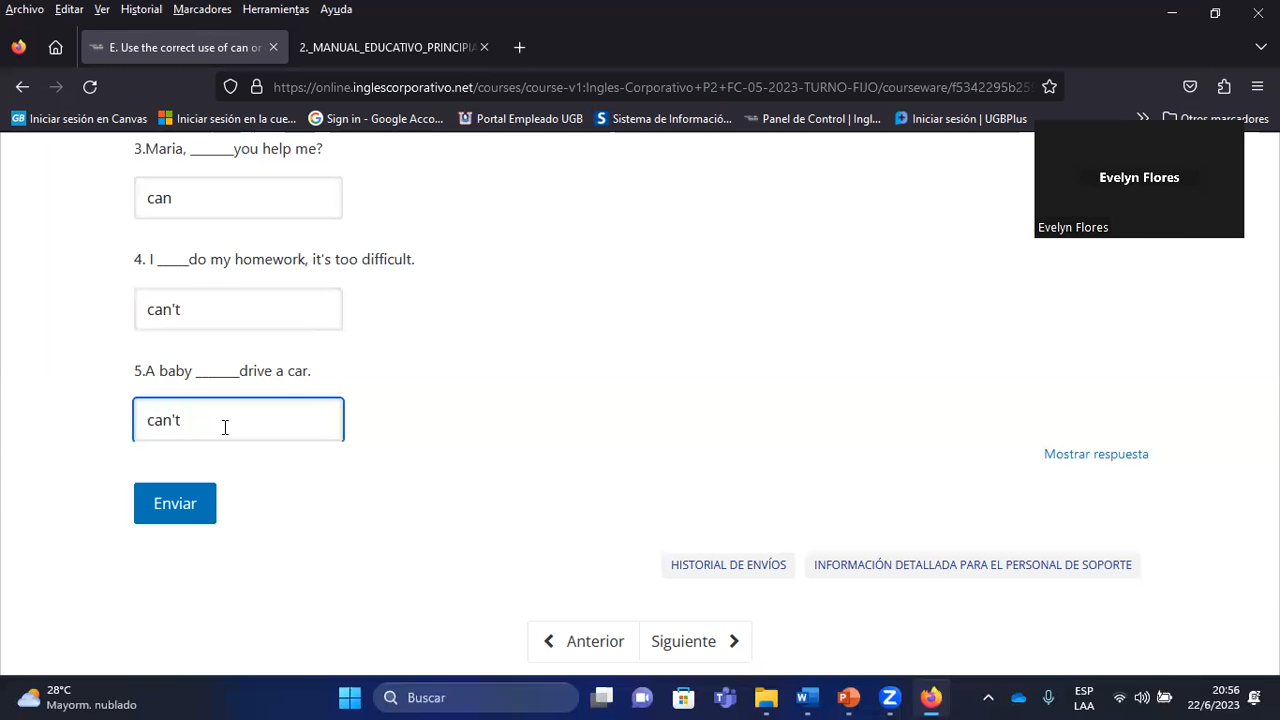 Archivo Editar Ver Historial Marcadores Herramientas Ayuda
E. Use the correct use of can or
2._MANUAL_EDUCATIVO_PRINCIPIA
https://online.inglescorporativo.net/courses/course-v1:Ingles-Corporativo+P2+FC-05-2023-TURNO-FIJO/courseware/f5342295b25
GB Iniciar sesión en Canvas
Iniciar sesión en la cue...
Sign in - Google Acco...
Portal Empleado UGB
S Sistema de Informació...
Panel de Control | Ingl...
Iniciar sesión | UGBPlus
Otros marcadores
3.Maria, ______you help me?
can
Evelyn Flores
Evelyn Flores
4. I _____do my homework, it's too difficult.
can't
5.A baby _______drive a car.
can't
Mostrar respuesta
Enviar
HISTORIAL DE ENVÍOS
INFORMACIÓN DETALLADA PARA EL PERSONAL DE SOPORTE
Anterior
Siguiente
28°C
Mayorm. nublado
Buscar
ESP
LAA
20:56
22/6/2023